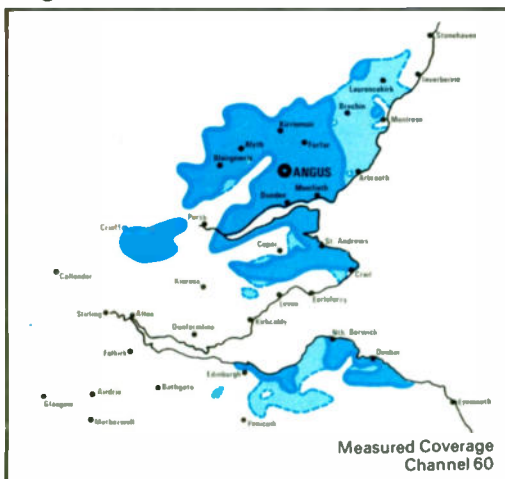 Stonehaven
Inverbervie
Laurencekirk
Brechin
Montrose
Kirriemuir
Forfar
Alyth
Blairgowrie
ANGUS
Arbroath
Dundee
Monifieth
Perth
Crieff
St. Andrews
Cupar
Callander
Kinross
Crail
Leven
Earlsferry
Stirling
Alloa
Kirkcaldy
Dunfermline
Nth. Berwick
Falkirk
Dunbar
Edinburgh
Bathgate
Airdrie
Glasgow
Eyemouth
Motherwell
Penicuik
Measured Coverage
Channel 60